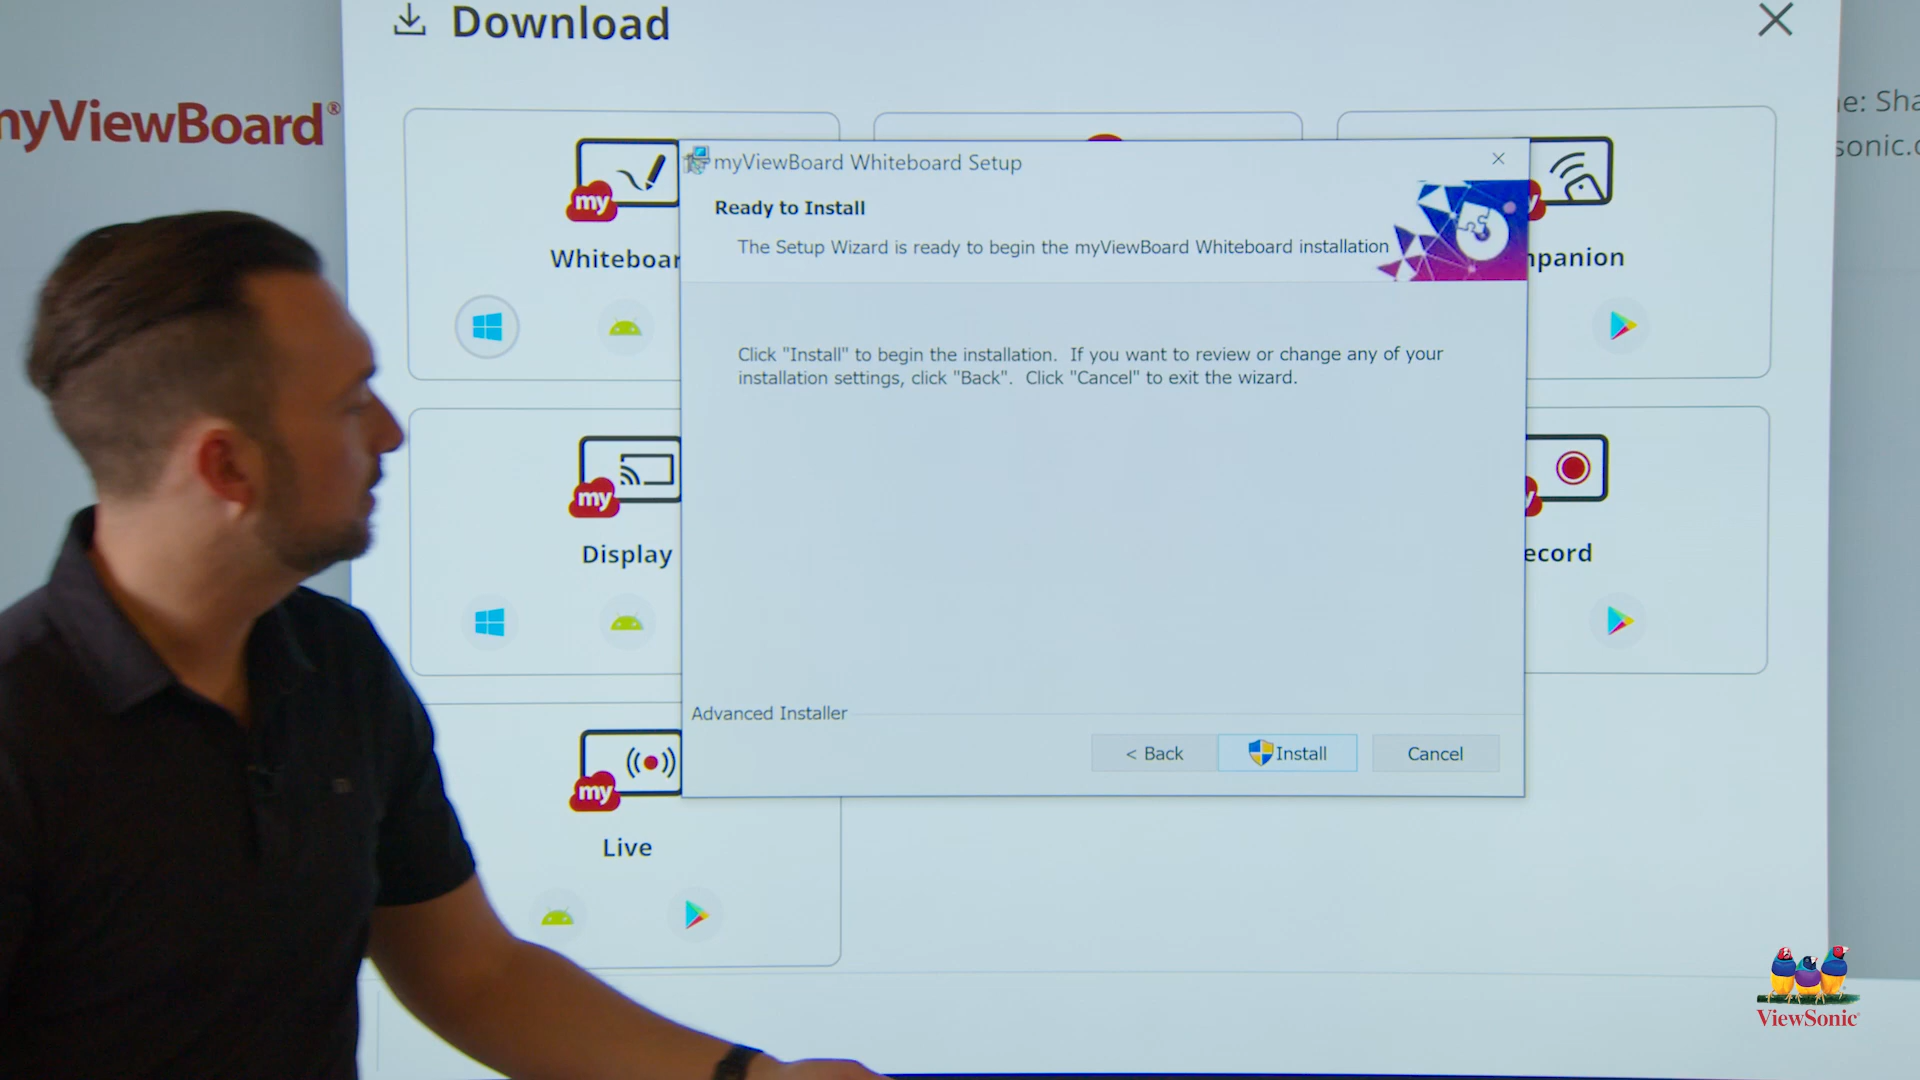 Download
myViewBoard®
e: Sha
sonic.c
myViewBoard Whiteboard Setup
Ready to Install
The Setup Wizard is ready to begin the myViewBoard Whiteboard installation
my
Whiteboar
y
mpanion
Click "Install" to begin the installation. If you want to review or change any of your
installation settings, click "Back". Click "Cancel" to exit the wizard.
my
Display
y
ecord
Advanced Installer
< Back
Install
Cancel
my
Live
ViewSonic